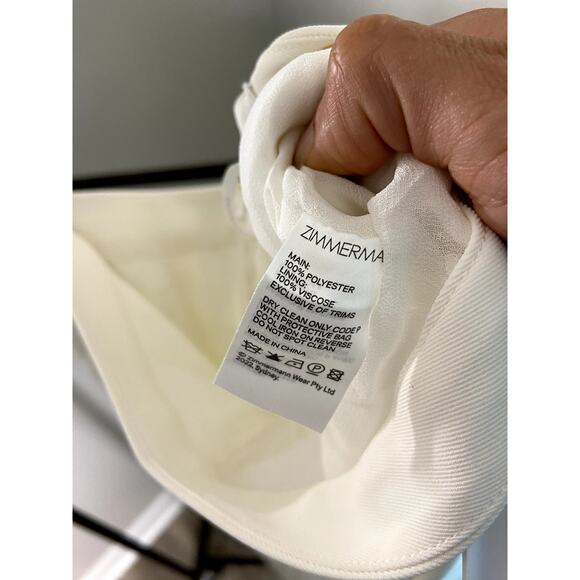 ZIMMERMA
MAIN:
100% POLYESTER
LINING:
100% VISCOSE
EXCLUSIVE OF TRIMS
DRY CLEAN ONLY CODE P
WITH PROTECTIVE BAG
COOL IRON ON REVERSE
DO NOT SPOT CLEAN
MADE IN CHINA
P
© Zimmermann Wear Pty Ltd
2022, Sydney.